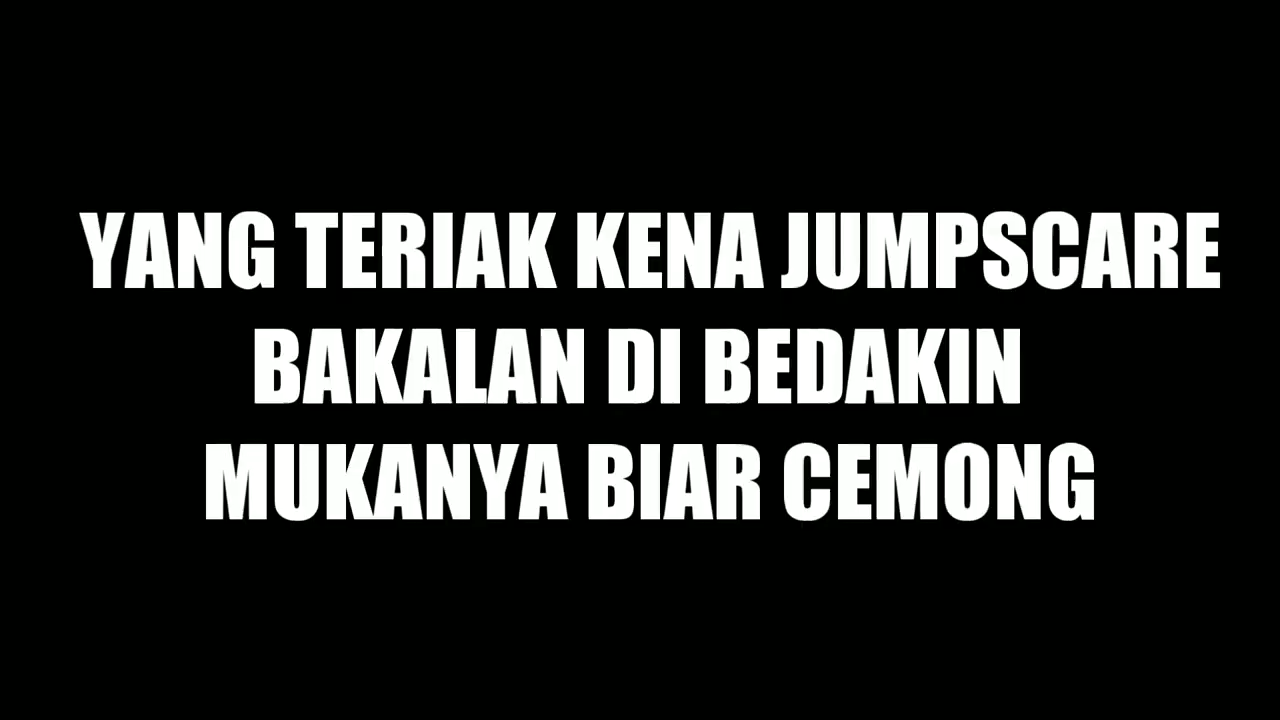 YANG TERIAK KENA JUMPSCARE
BAKALAN DI BEDAKIN
MUKANYA BIAR CEMONG